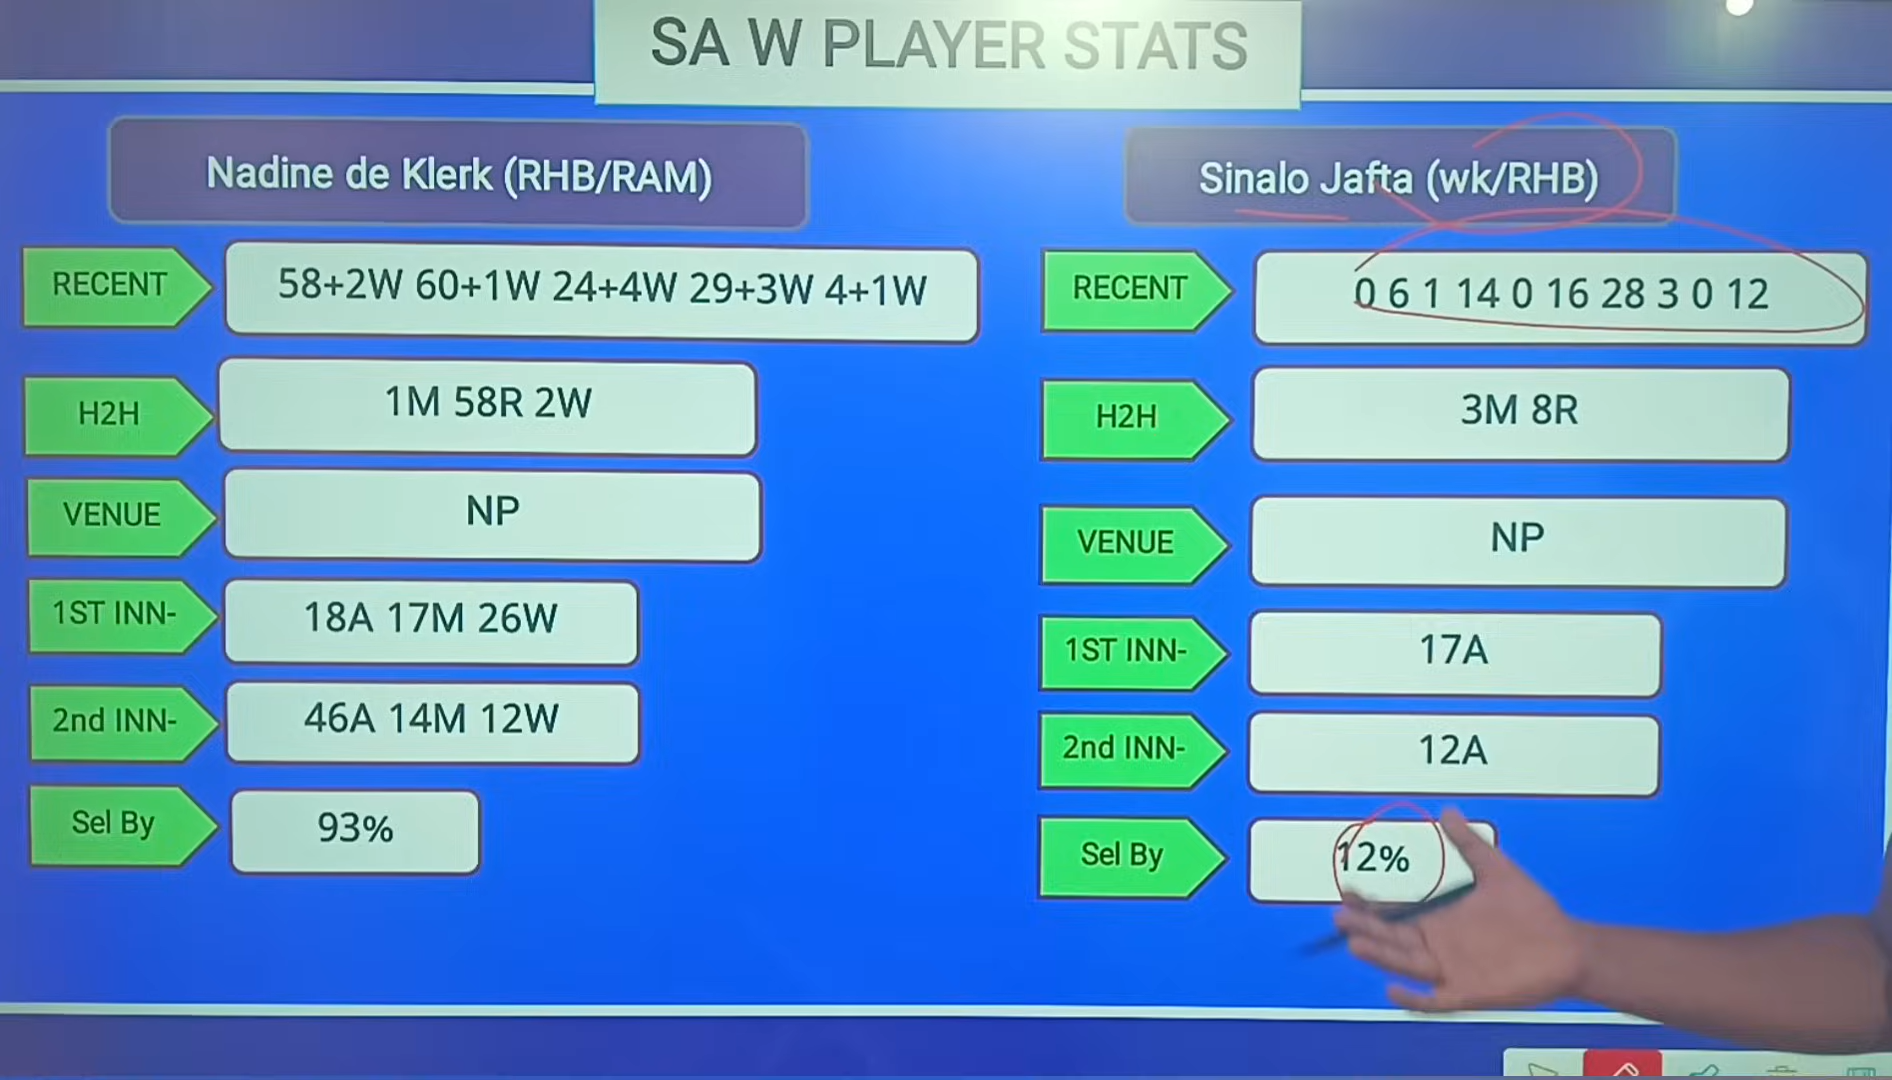 SA W PLAYER STATS
Nadine de Klerk (RHB/RAM)
RECENT
58+2W 60+1W 24+4W 29+3W 4+1W
H2H
1M 58R 2W
VENUE
NP
1ST INN-
18A 17M 26W
2nd INN-
46A 14M 12W
Sel By
93%
Sinalo Jafta (wk/RHB)
RECENT
0 6 1 14 0 16 28 3 0 12
H2H
3M 8R
VENUE
NP
1ST INN-
17A
2nd INN-
12A
Sel By
12%